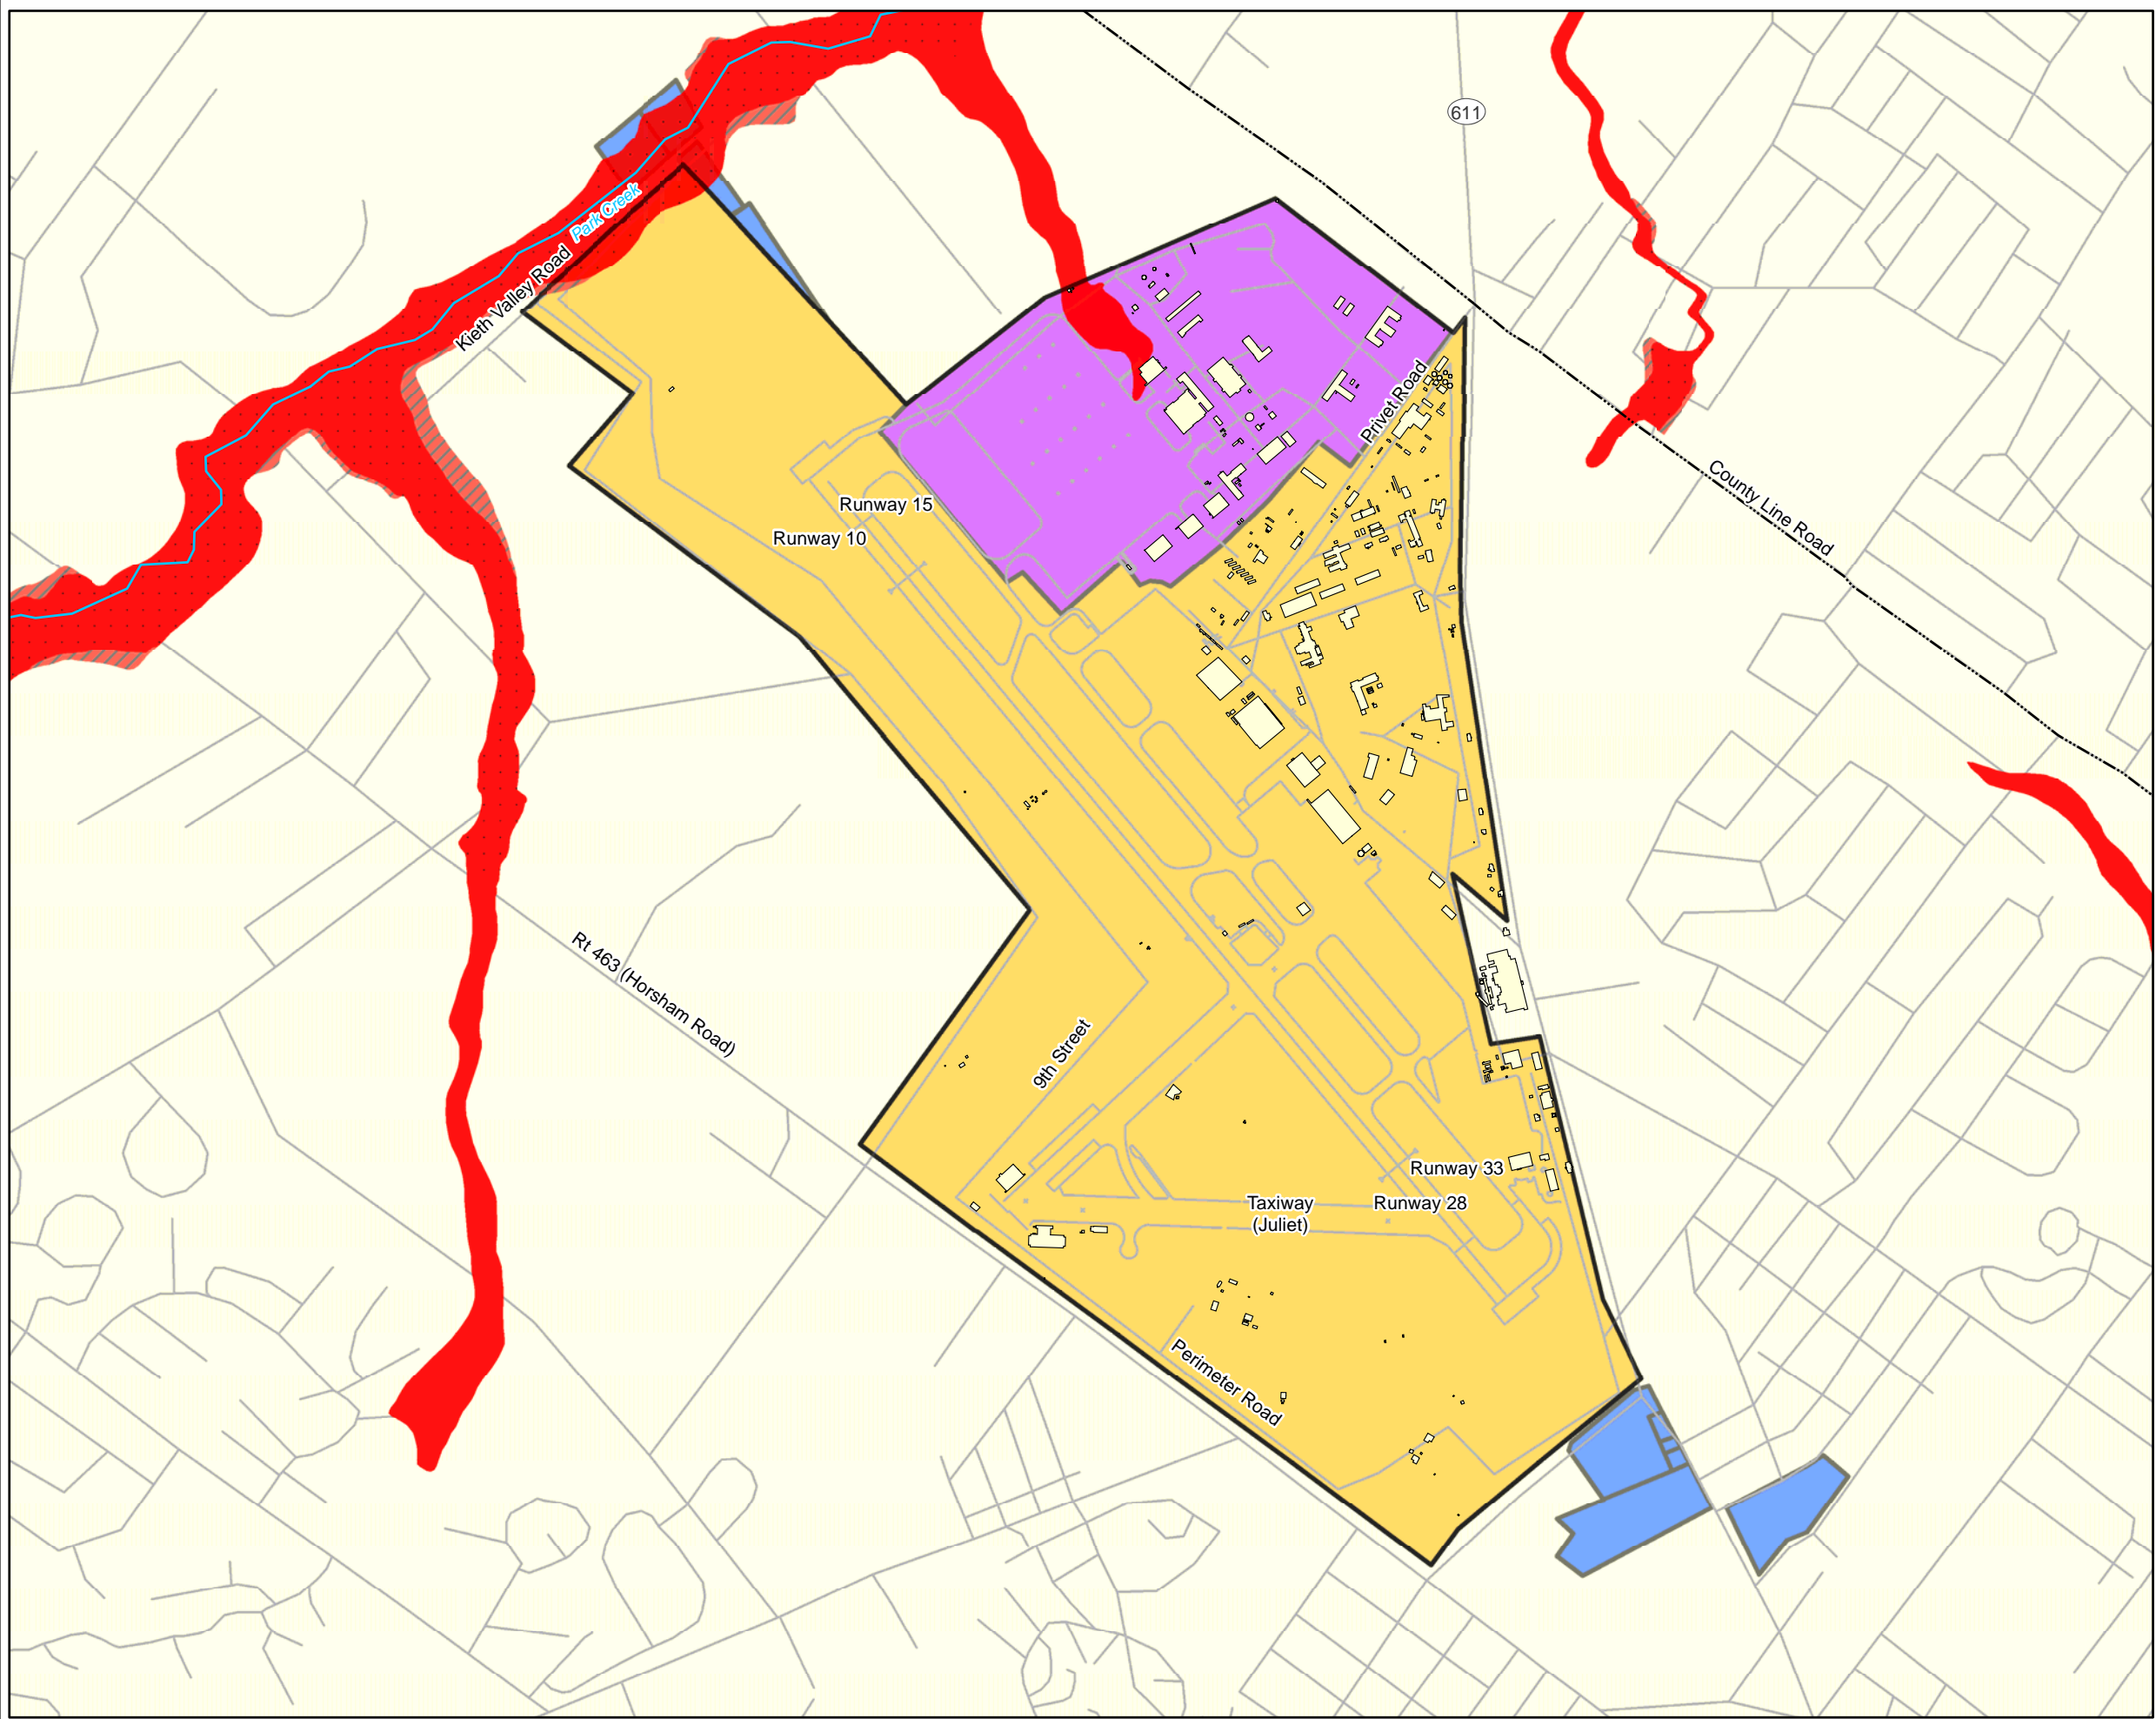 611
Park Creek
Kieth Valley Road
Privet Road
County Line Road
Runway 15
Runway 10
Rt 463 (Horsham Road)
9th Street
Runway 33
Taxiway
(Juliet)
Runway 28
Perimeter Road